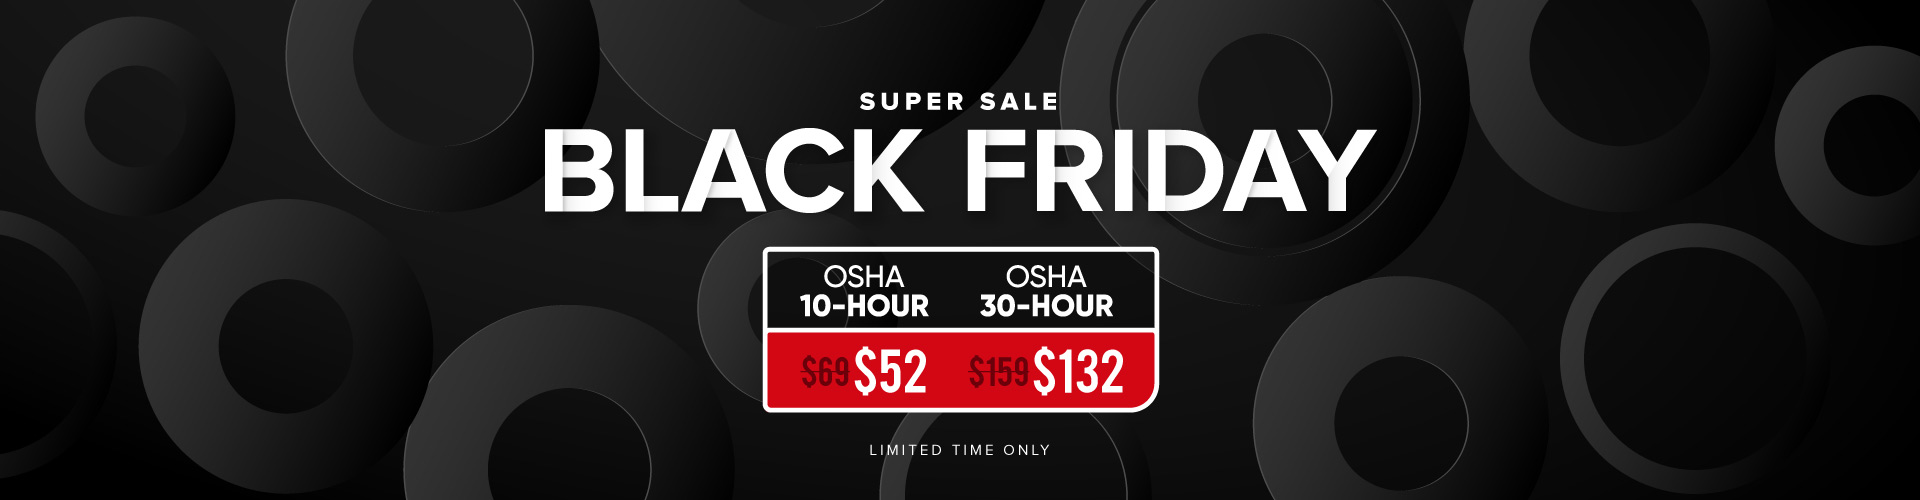 SUPER SALE
BLACK FRIDAY
OSHA
10-HOUR
OSHA
30-HOUR
$69 $52
$159 $132
LIMITED TIME ONLY